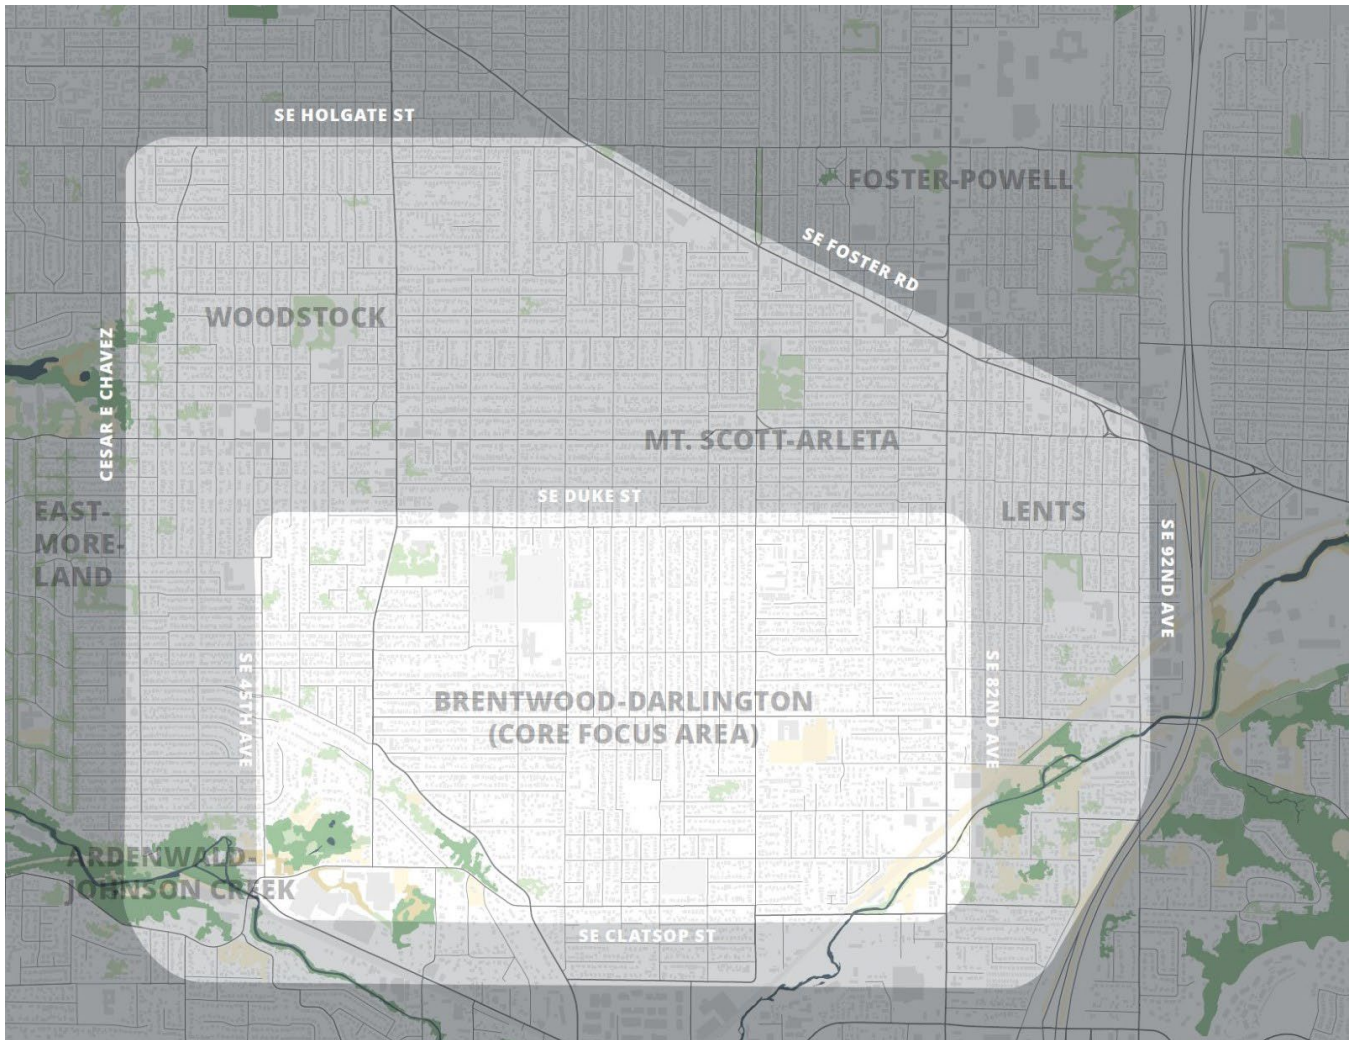 SE HOLGATE ST
FOSTER-POWELL
SE FOSTER RD
WOODSTOCK
CESAR E CHAVEZ
MT. SCOTT-ARLETA
SE DUKE ST
EAST-
MORE-
LAND
LENTS
SE 92ND AVE
SE 45TH AVE
SE 82ND AVE
BRENTWOOD-DARLINGTON
(CORE FOCUS AREA)
ARDENWALD-
JOHNSON CREEK
SE CLATSOP ST